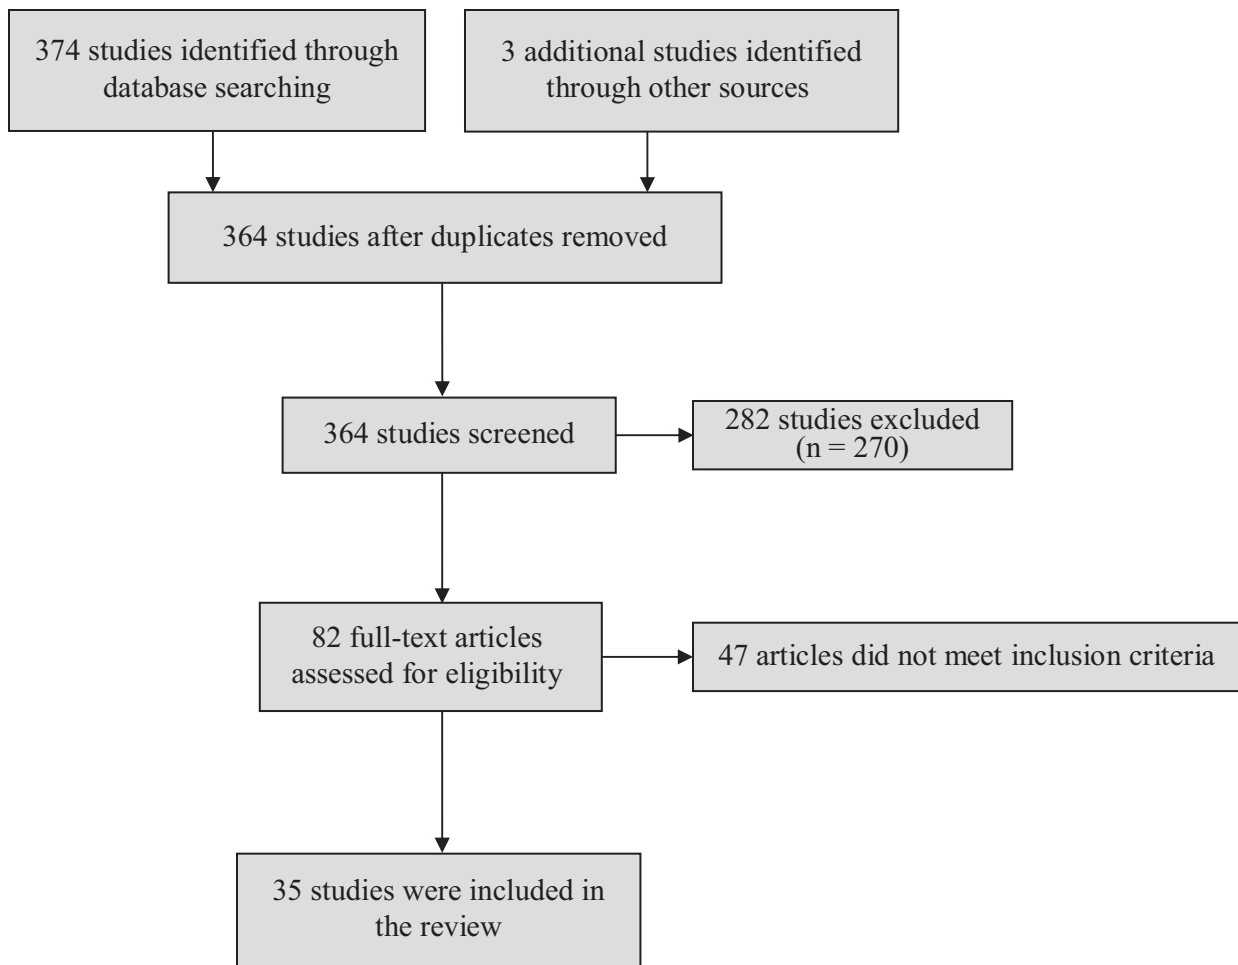 374 studies identified through
database searching
3 additional studies identified
through other sources
364 studies after duplicates removed
364 studies screened
282 studies excluded
(n = 270)
82 full-text articles
assessed for eligibility
47 articles did not meet inclusion criteria
35 studies were included in
the review